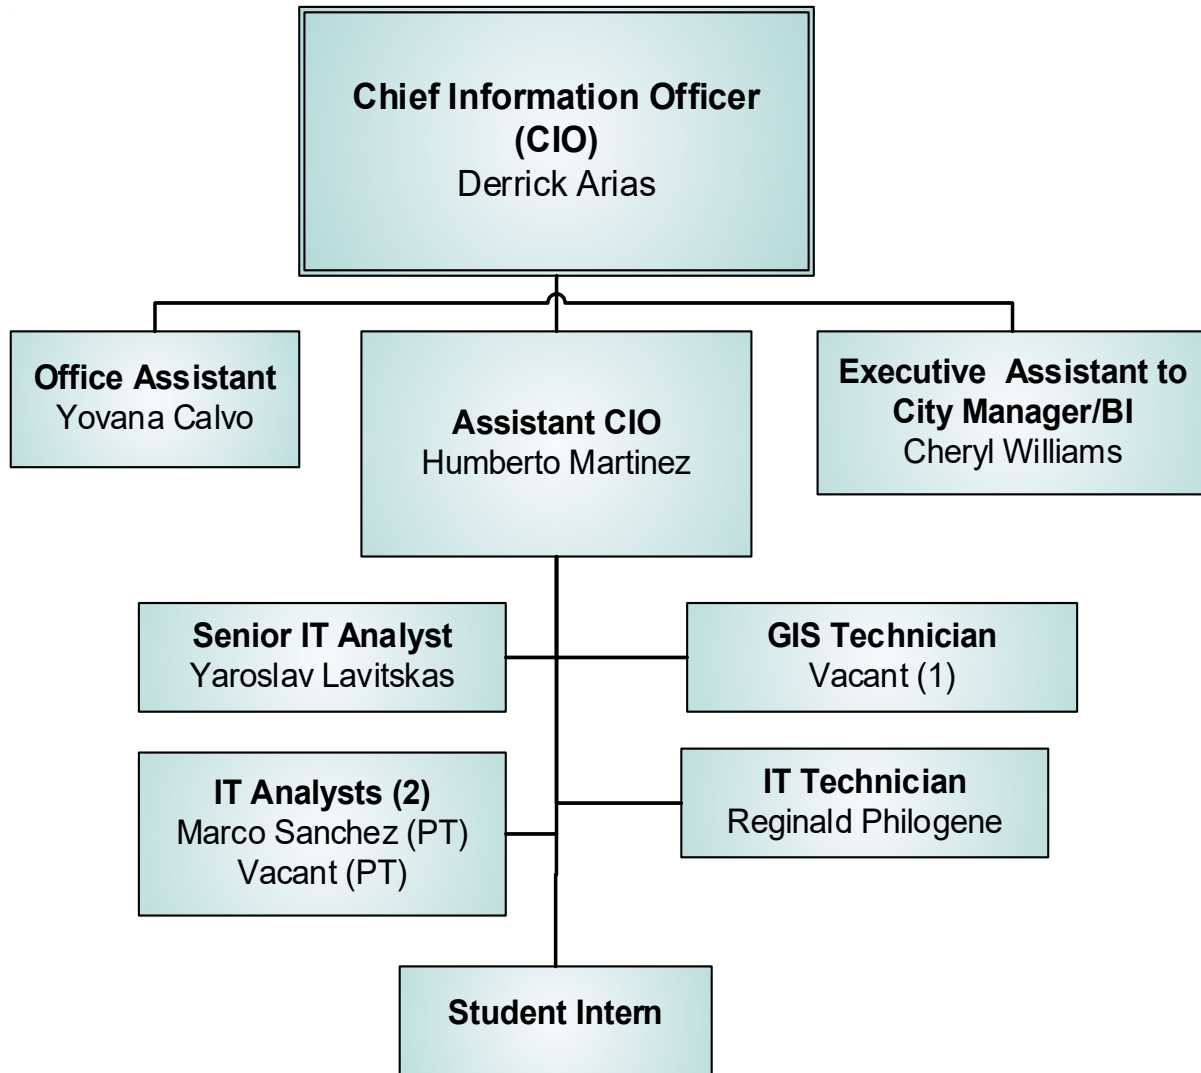 Chief Information Officer
(CIO)
Derrick Arias
Office Assistant
Yovana Calvo
Assistant CIO
Humberto Martinez
Executive  Assistant to
City Manager/BI
Cheryl Williams
Senior IT Analyst
Yaroslav Lavitskas
GIS Technician
Vacant (1)
IT Analysts (2)
Marco Sanchez (PT)
Vacant (PT)
IT Technician
Reginald Philogene
Student Intern